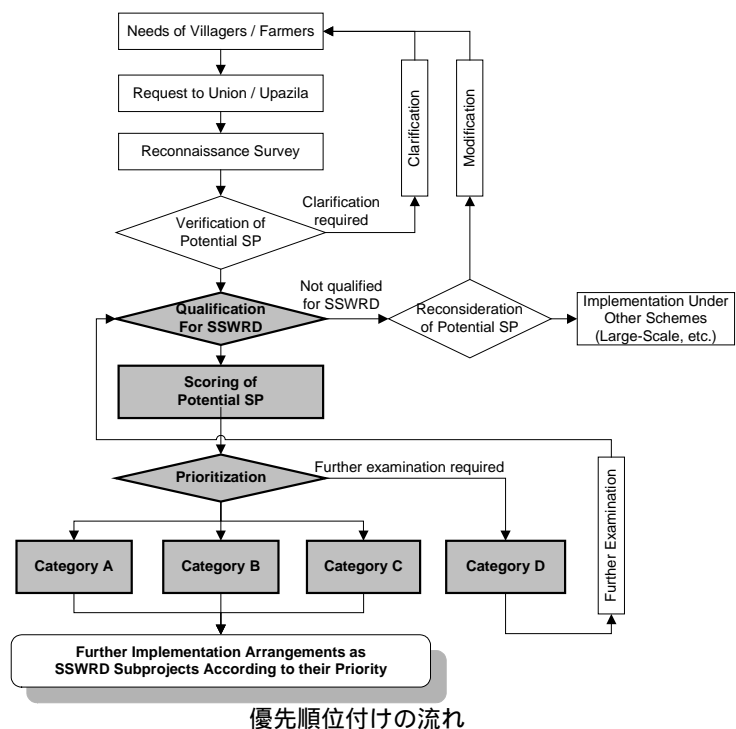 Needs of Villagers / Farmers
Request to Union / Upazila
Reconnaissance Survey
Clarification
Modification
Clarification
required
Verification of
Potential SP
Not qualified
for SSWRD
Qualification
For SSWRD
Reconsideration
of Potential SP
Implementation Under
Other Schemes
(Large-Scale, etc.)
Scoring of
Potential SP
Prioritization
Further examination required
Further Examination
Category A
Category B
Category C
Category D
Further Implementation Arrangements as
SSWRD Subprojects According to their Priority
優先順位付けの流れ